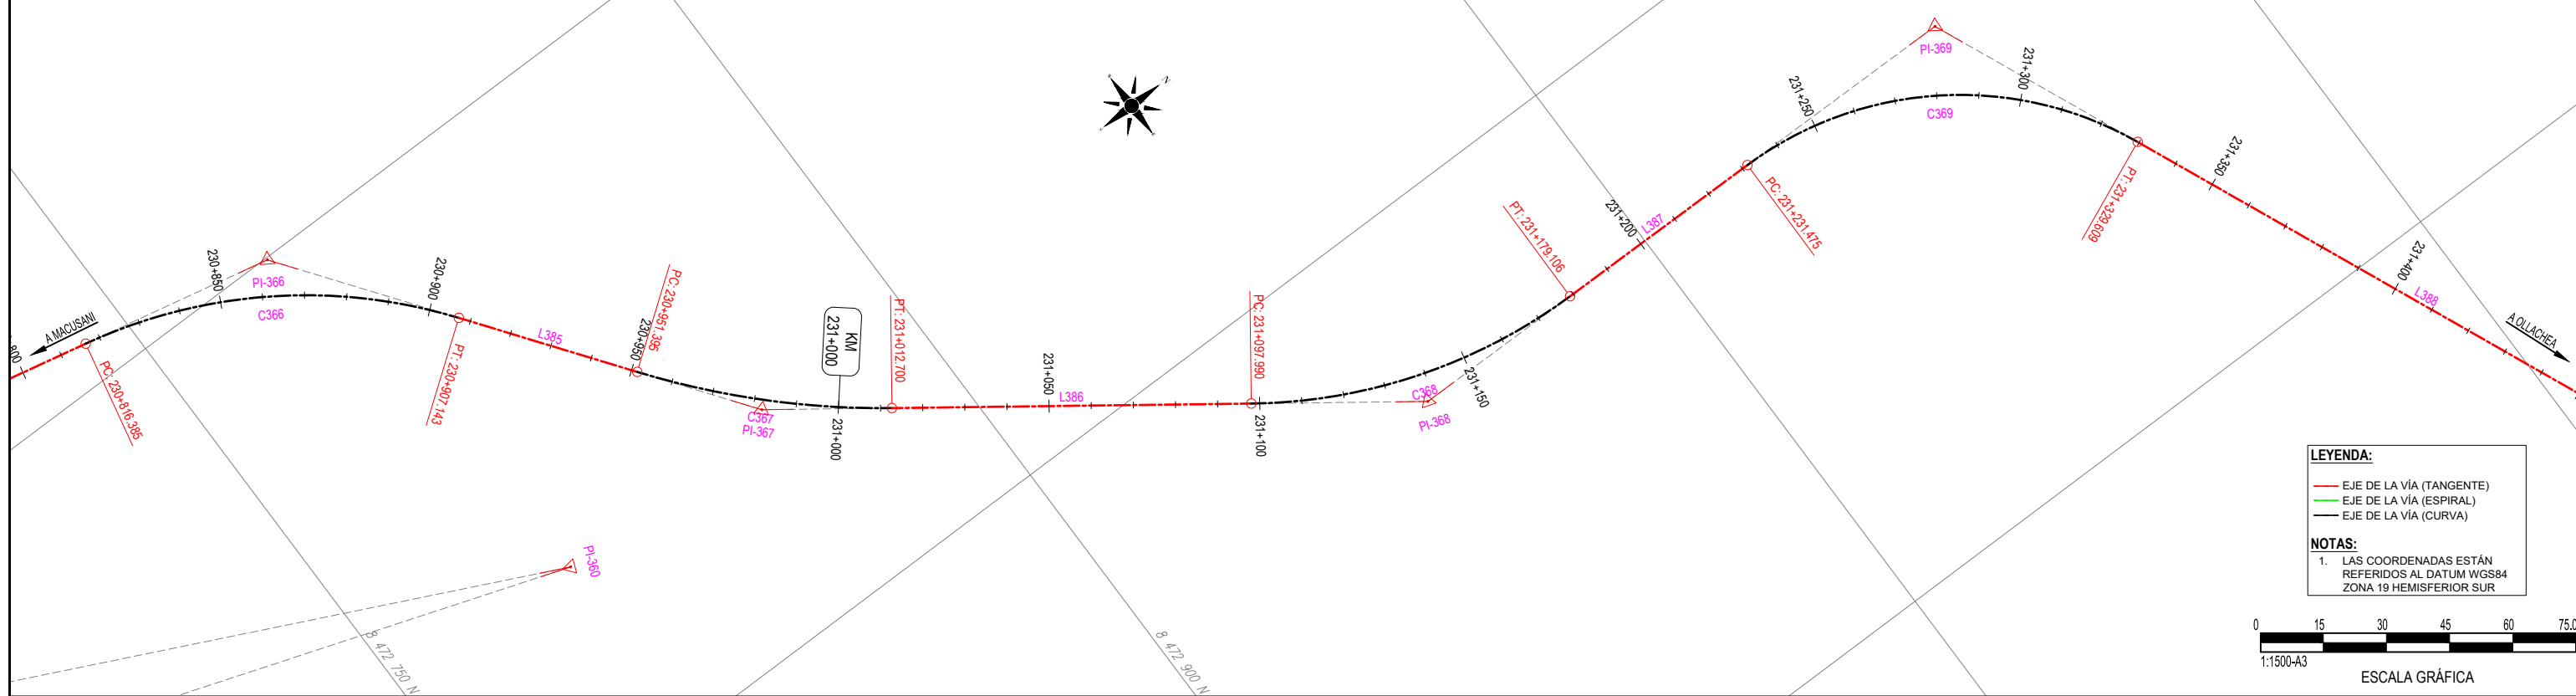 800
A MACUSANI
PC: 230+816.385
230+850
PI-366
C366
230+900
PT: 230+907.143
L385
230+950
PC: 230+951.395
C367
PI-367
KM
231+000
231+000
PT: 231+012.700
231+050
L386
PC: 231+097.990
231+100
C368
PI-368
231+150
PT: 231+179.106
231+200
L387
PC: 231+231.475
231+250
PI-369
C369
231+300
PT: 231+329.609
231+350
231+400
L388
A OLLACHEA
N
PI-360
8 472 750 N
8 472 900 N
LEYENDA:
EJE DE LA VÍA (TANGENTE)
EJE DE LA VÍA (ESPIRAL)
EJE DE LA VÍA (CURVA)
NOTAS:
1. LAS COORDENADAS ESTÁN
REFERIDOS AL DATUM WGS84
ZONA 19 HEMISFERIOR SUR
0 15 30 45 60 75.0
1:1500-A3
ESCALA GRÁFICA